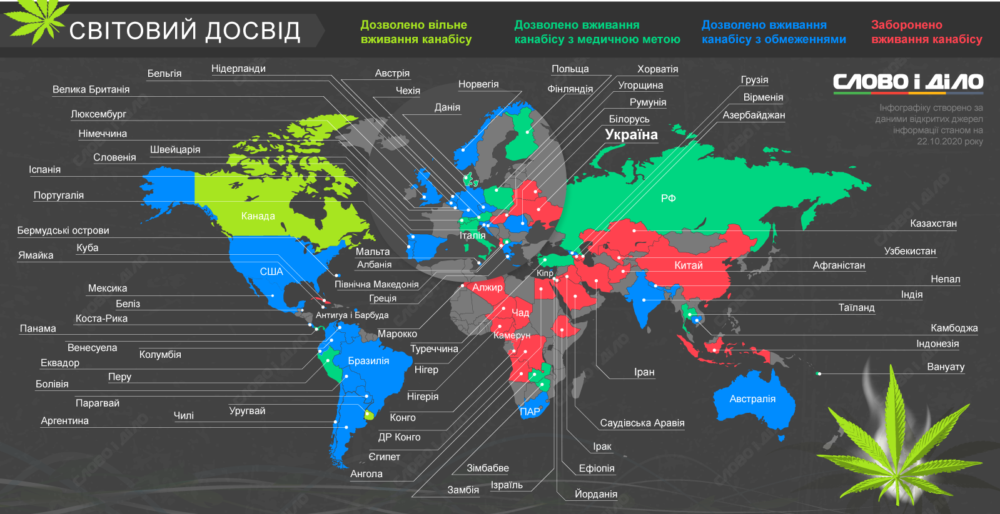 СВІТОВИЙ ДОСВІД
Дозволено вільне
вживання канабісу
Дозволено вживання
канабісу з медичною метою
Дозволено вживання
канабісу з обмеженнями
Заборонено
вживання канабісу
СЛОВО і ДіЛО
Інфографіку створено за
даними відкритих джерел
інформації станом на
22.10.2020 року
Нідерланди
Бельгія
Велика Британія
Люксембург
Німеччина
Швейцарія
Словенія
Іспанія
Португалія
Бермудські острови
Куба
Ямайка
Австрія
Чехія
Данія
Норвегія
Польща
Фінляндія
Хорватія
Угорщина
Румунія
Білорусь
Україна
Грузія
Вірменія
Азербайджан
РФ
Канада
США
Італія
Мальта
Албанія
Північна Македонія
Греція
Кіпр
Казахстан
Узбекистан
Китай
Афганістан
Непал
Індія
Таїланд
Камбоджа
Індонезія
Вануату
Мексика
Беліз
Коста-Рика
Панама
Антигуа і Барбуда
Венесуела
Колумбія
Еквадор
Перу
Болівія
Парагвай
Уругвай
Чилі
Аргентина
Бразилія
Алжир
Чад
Камерун
Марокко
Туреччина
Нігер
Нігерія
Конго
ДР Конго
Єгипет
Ангола
Зімбабве
Замбія
Ізраїль
ПАР
Іран
Саудівська Аравія
Ірак
Ефіопія
Йорданія
Австралія